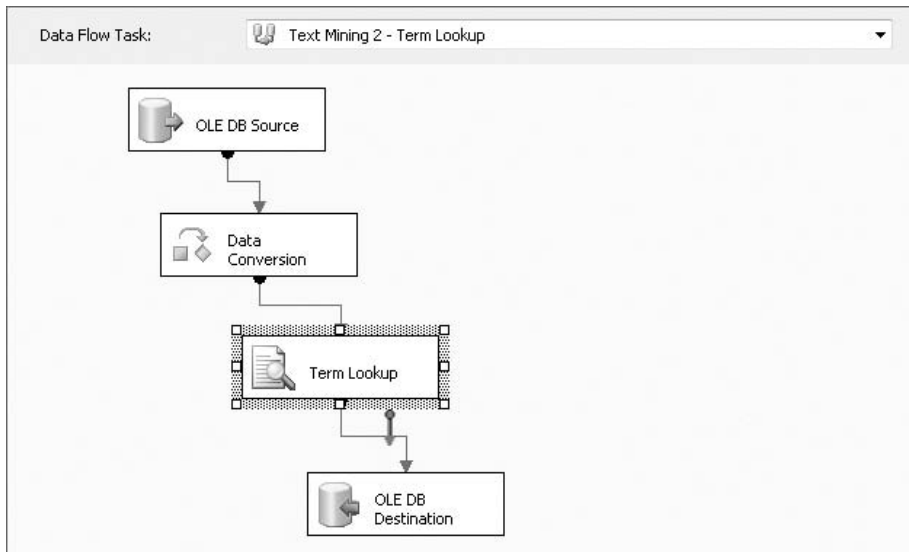 Data Flow Task:
Text Mining 2 - Term Lookup
OLE DB Source
Data
Conversion
Term Lookup
OLE DB
Destination